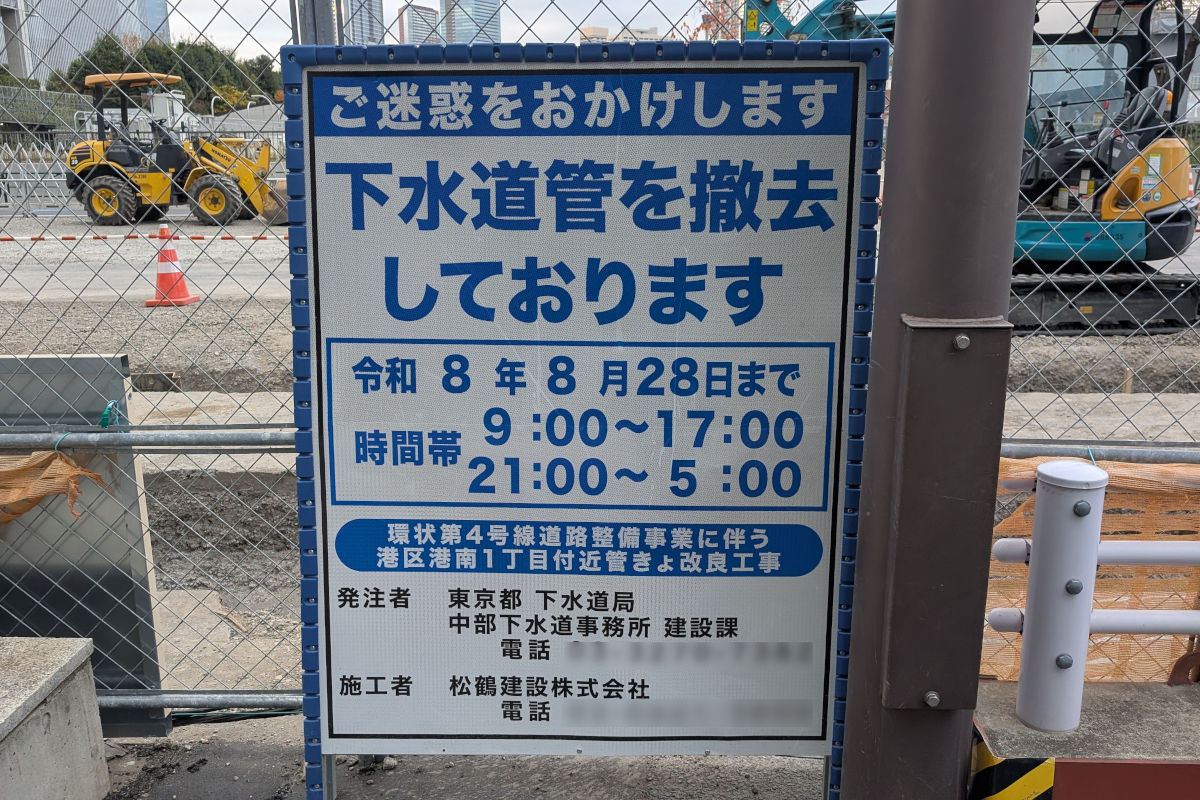 ご迷惑をおかけします
下水道管を撤去
しております
令和 8 年 8 月28日まで
時間帯 9:00～17:00
21:00～ 5:00
環状第4号線道路整備事業に伴う
港区港南1丁目付近管きょ改良工事
発注者 東京都 下水道局
中部下水道事務所 建設課
電話
施工者 松鶴建設株式会社
電話